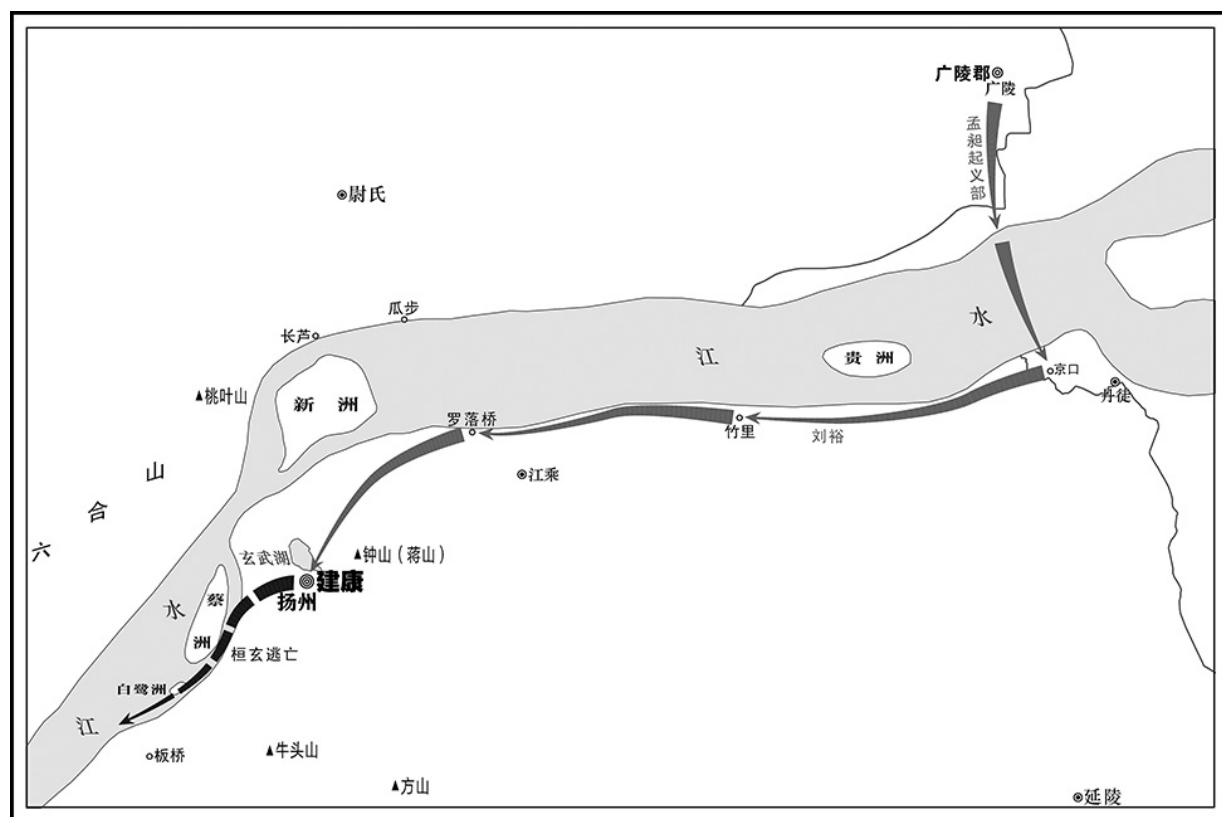 广陵郡
广陵
孟昶起义部
尉氏
瓜步
长芦
水
江
贵洲
京口
丹徒
桃叶山
新洲
罗落桥
竹里
刘裕
江乘
六合山
玄武湖
钟山（蒋山）
建康
扬州
蔡洲
水
桓玄逃亡
白鹭洲
江
板桥
牛头山
方山
延陵